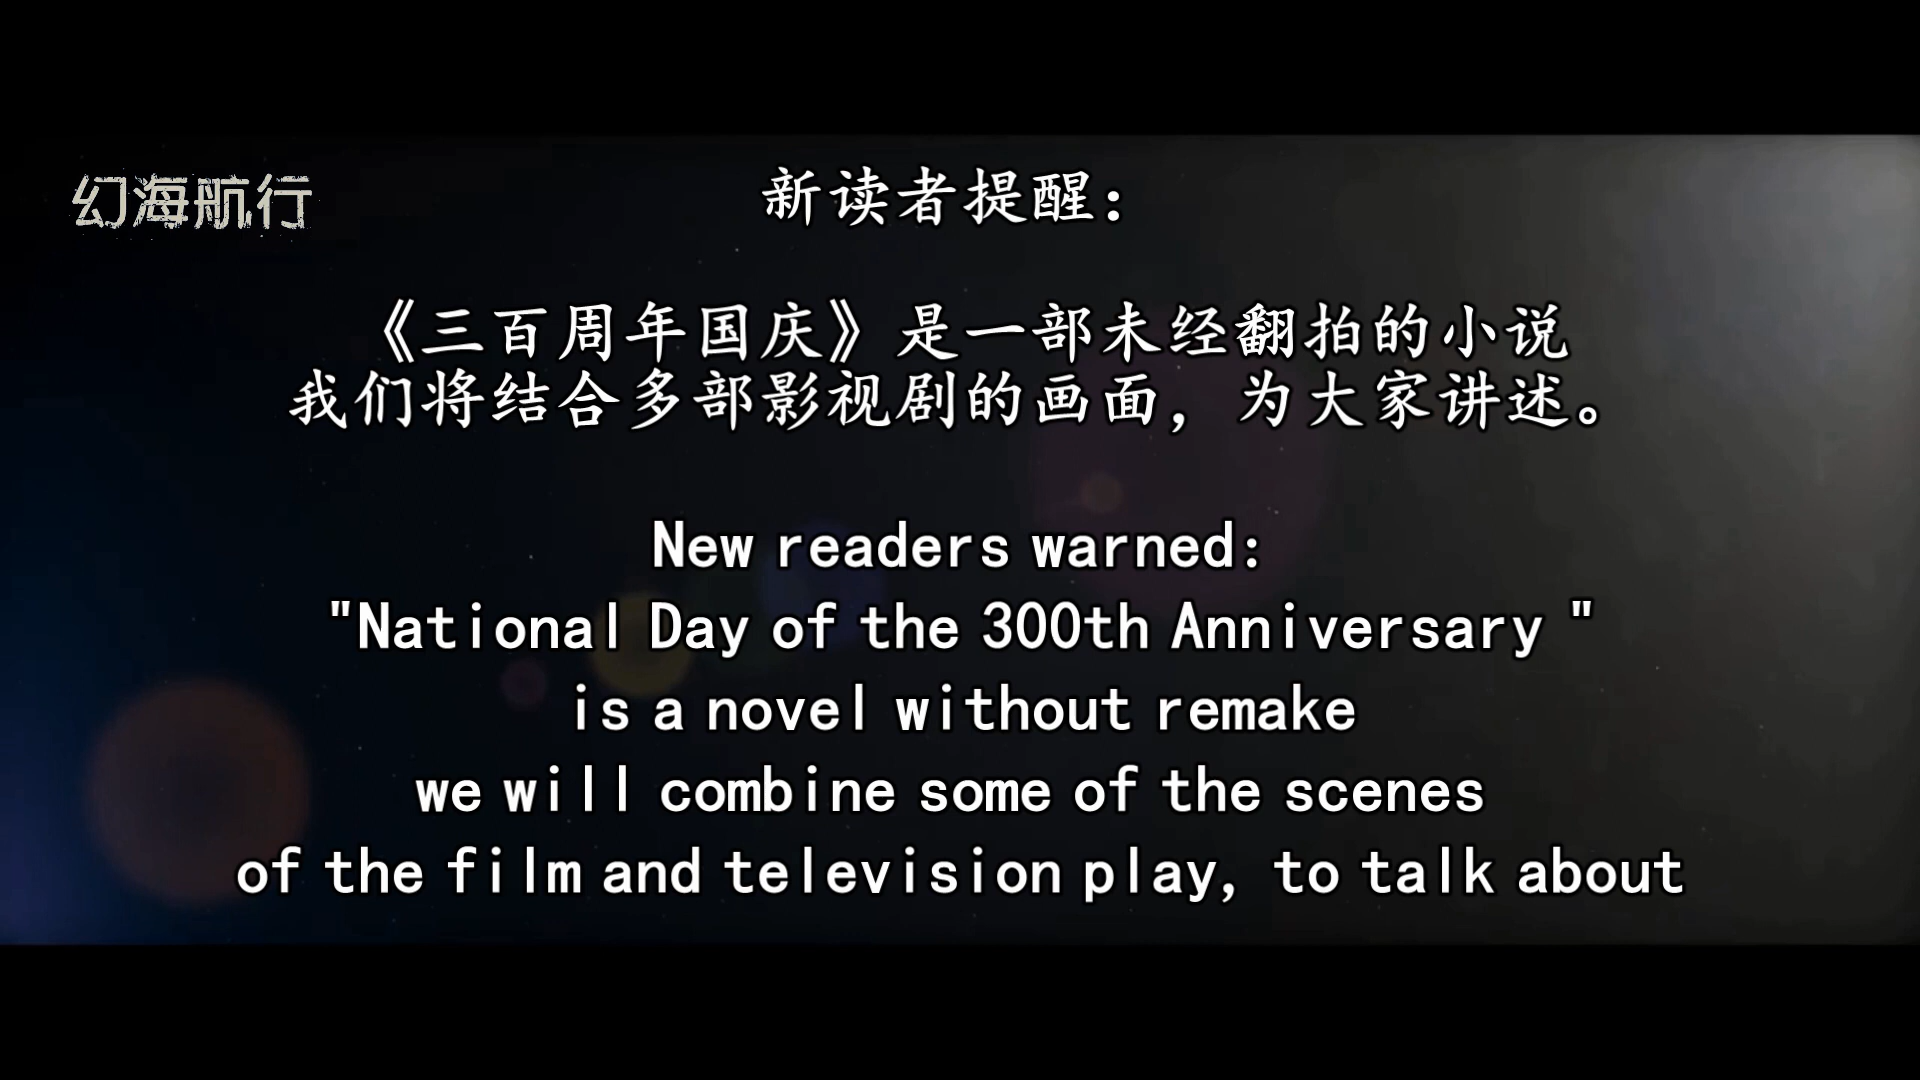 幻海航行
新读者提醒：
《三百周年国庆》是一部未经翻拍的小说
我们将结合多部影视剧的画面，为大家讲述。
New readers warned:
"National Day of the 300th Anniversary "
is a novel without remake
we will combine some of the scenes
of the film and television play, to talk about